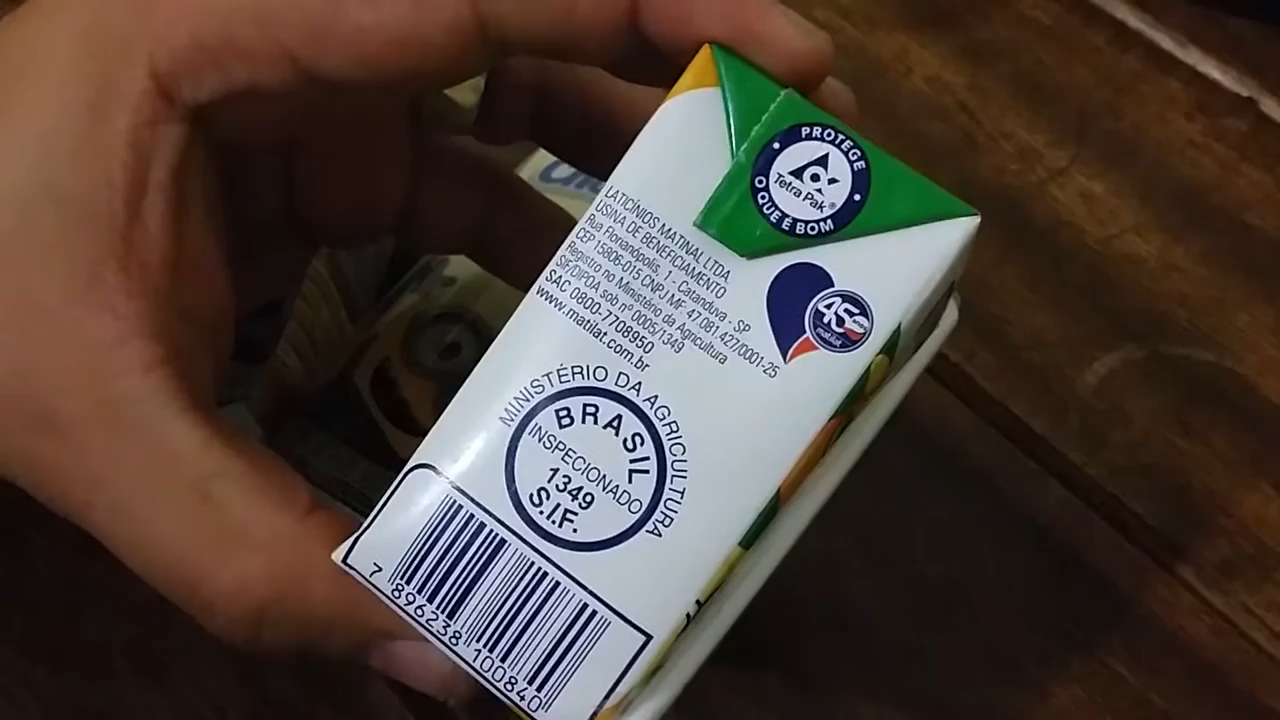 PROTEGE
Tetra Pak®
O QUE É BOM
LATICÍNIOS MATINAL LTDA.
USINA DE BENEFICIAMENTO
Rua Florianópolis, 1 - Catanduva - SP
CEP 15806-015 CNPJ MF 47.081.427/0001-25
Registro no Ministério da Agricultura
SIF/DIPOA sob nº 0005/1349
SAC 0800-7708950
www.matilat.com.br
45 anos
matilat
MINISTÉRIO DA AGRICULTURA
BRASIL
INSPECIONADO
1349
S.I.F.
7 896238 100840